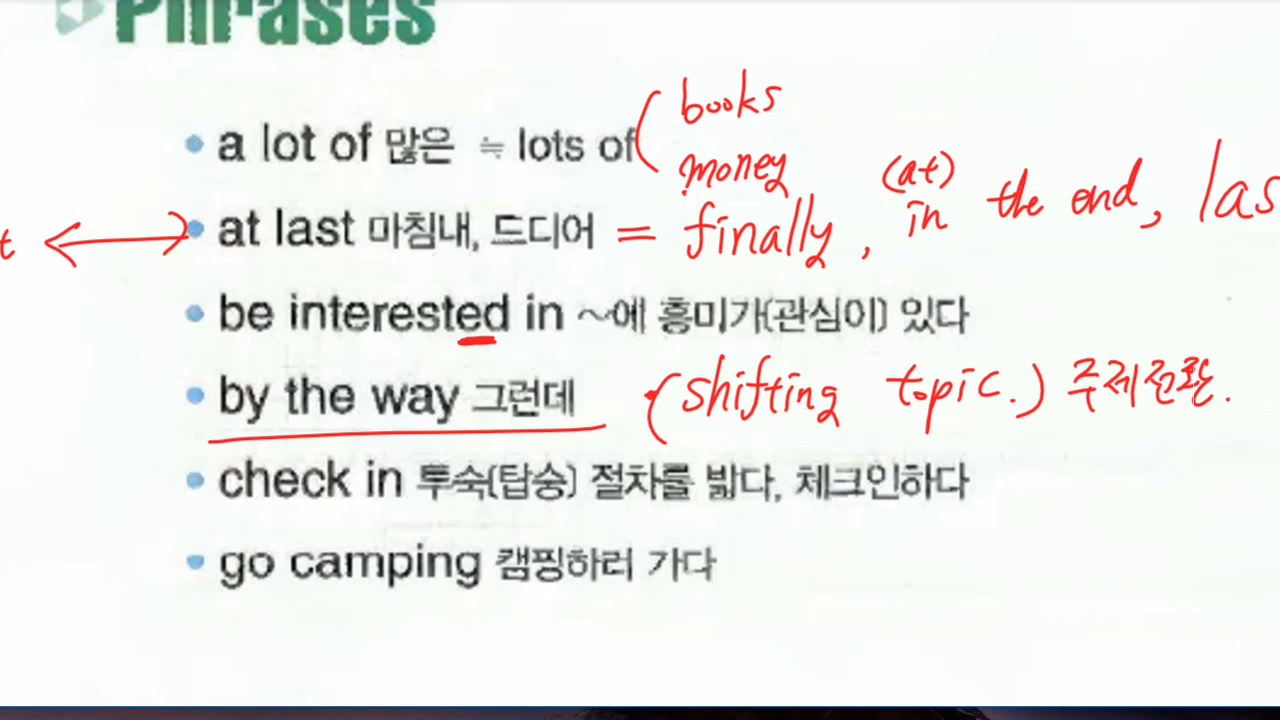 Phrases
• a lot of 많은 ≒ lots of ( books
money
• at last 마침내, 드디어 = finally, (at) in the end,
• be interested in ~에 흥미가(관심이) 있다
• by the way 그런데 (shifting topic.) 주제전환.
• check in 투숙(탑승) 절차를 밟다, 체크인하다
• go camping 캠핑하러 가다